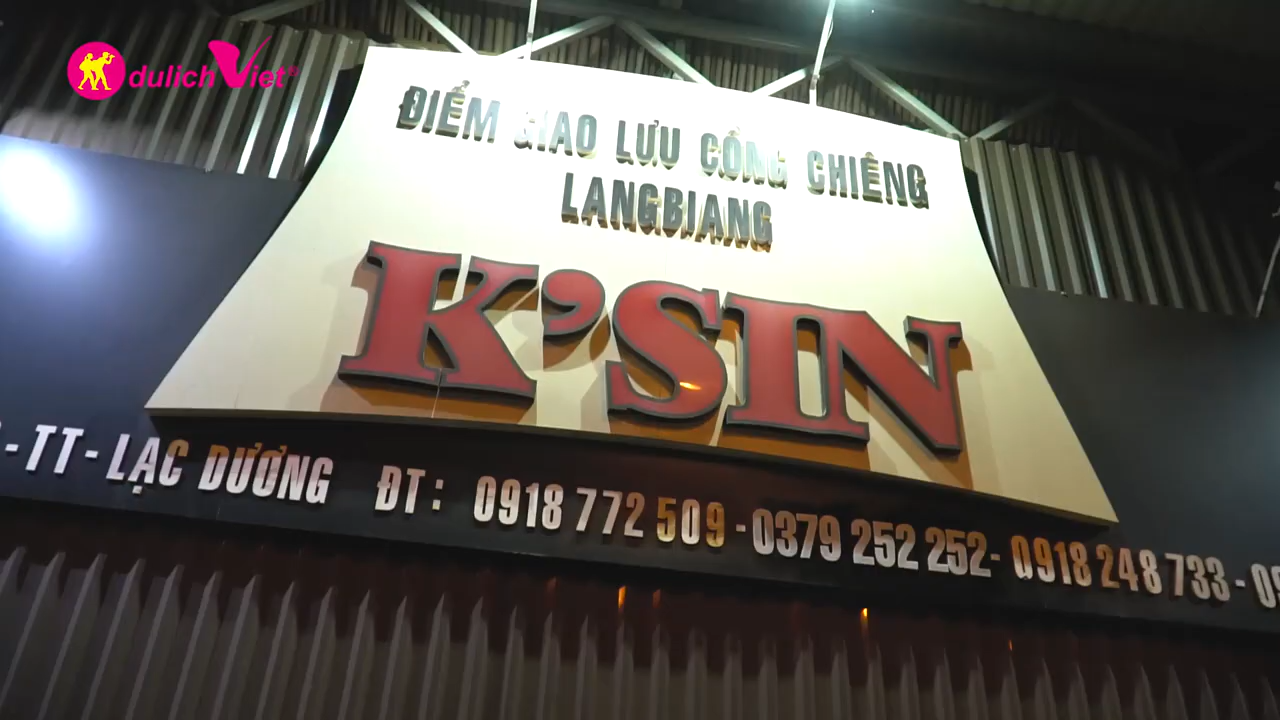 dulichViet®
ĐIỂM GIAO LƯU CỒNG CHIÊNG
LANGBIANG
K'SIN
-TT-LẠC DƯƠNG ĐT: 0918 772 509 -0379 252 252- 0918 248 733 -